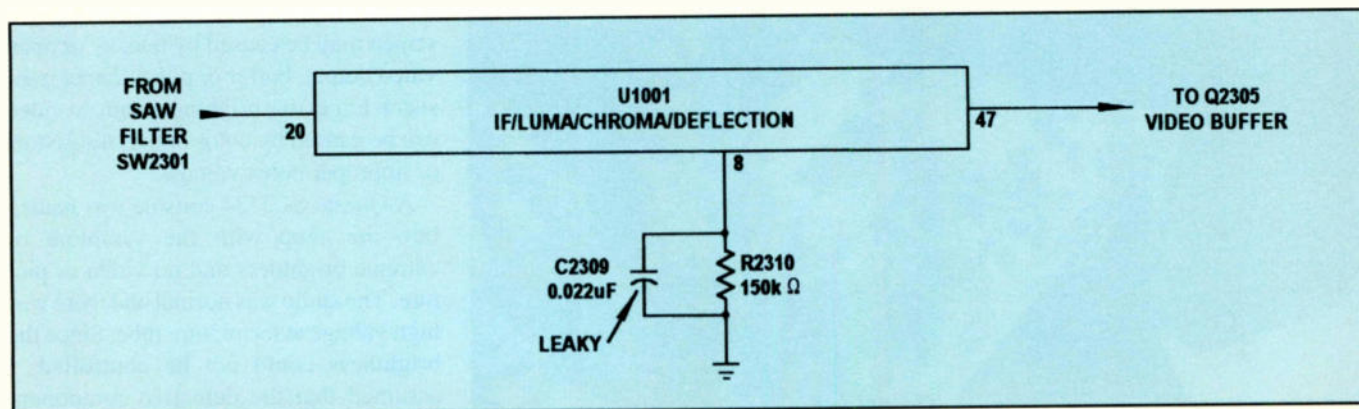 FROM
SAW
FILTER
SW2301
20
U1001
IF/LUMA/CHROMA/DEFLECTION
47
TO Q2305
VIDEO BUFFER
8
C2309
0.022uF
R2310
150k Ω
LEAKY